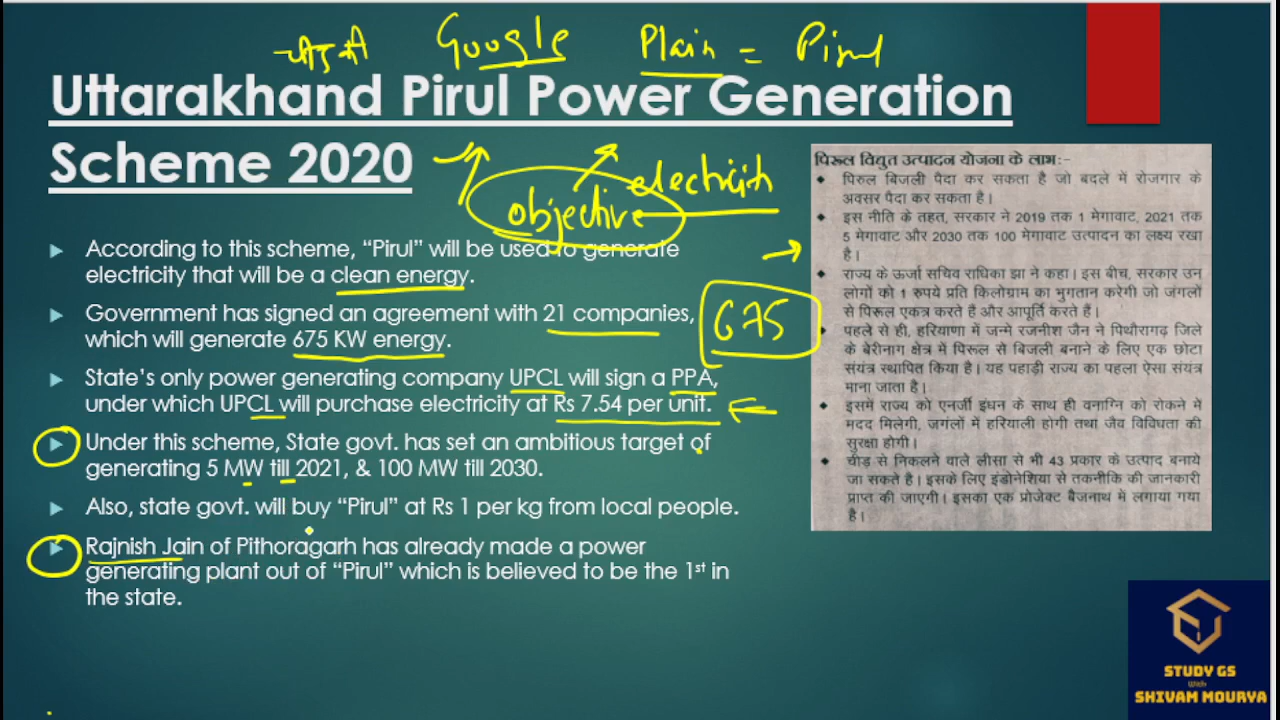 Google Plain = Pirul
Uttarakhand Pirul Power Generation
Scheme 2020
electricity
objective
According to this scheme, “Pirul” will be used to generate
electricity that will be a clean energy.
Government has signed an agreement with 21 companies,
which will generate 675 KW energy.
675
State’s only power generating company UPCL will sign a PPA,
under which UPCL will purchase electricity at Rs 7.54 per unit.
Under this scheme, State govt. has set an ambitious target of
generating 5 MW till 2021, & 100 MW till 2030.
Also, state govt. will buy “Pirul” at Rs 1 per kg from local people.
Rajnish Jain of Pithoragarh has already made a power
generating plant out of “Pirul” which is believed to be the 1st in
the state.
पिरूल विद्युत उत्पादन योजना के लाभः-
पिरुल बिजली पैदा कर सकता है जो बदले में रोजगार के
अवसर पैदा कर सकता है।
इस नीति के तहत, सरकार ने 2019 तक 1 मेगावाट, 2021 तक
5 मेगावाट और 2030 तक 100 मेगावाट उत्पादन का लक्ष्य रखा
है।
राज्य के ऊर्जा सचिव राधिका झा ने कहा। इस बीच, सरकार उन
लोगों को 1 रुपये प्रति किलोग्राम का भुगतान करेगी जो जंगलों
से पिरूल एकत्र करते हैं और आपूर्ति करते हैं।
पहले से ही, हरियाणा में जन्मे रजनीश जैन ने पिथौरागढ़ जिले
के बेरीनाग क्षेत्र में पिरूल से बिजली बनाने के लिए एक छोटा
संयंत्र स्थापित किया है। यह पहाड़ी राज्य का पहला ऐसा संयंत्र
माना जाता है।
इसमें राज्य को एनर्जी इंधन के साथ ही वनाग्नि को रोकने में
मदद मिलेगी, जगलों में हरियाली होगी तथा जैव विविधता की
सुरक्षा होगी।
चीड़ से निकलने वाले लीसा से भी 43 प्रकार के उत्पाद बनाये
जा सकते है। इसके लिए इंडोनेशिया से तकनीकि की जानकारी
प्राप्त की जाएगी। इसका एक प्रोजेक्ट बैजनाथ में लगाया गया
है।
STUDY GS
With
SHIVAM MOURYA